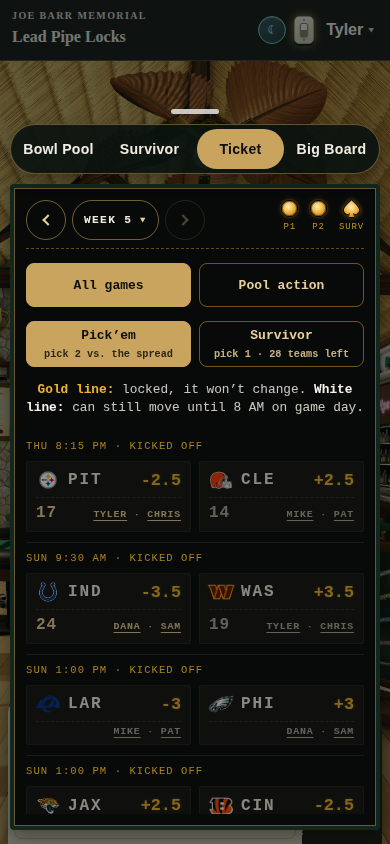 JOE BARR MEMORIAL
Lead Pipe Locks
Tyler
Bowl Pool Survivor Ticket Big Board
WEEK 5
P1 P2 SURV
All games Pool action
Pick'em Survivor
pick 2 vs. the spread pick 1 · 28 teams left
Gold line: locked, it won't change. White
line: can still move until 8 AM on game day.
THU 8:15 PM · KICKED OFF
PIT -2.5 CLE +2.5
17 TYLER · CHRIS 14 MIKE · PAT
SUN 9:30 AM · KICKED OFF
IND -3.5 WAS +3.5
24 DANA · SAM 19 TYLER · CHRIS
SUN 1:00 PM · KICKED OFF
LAR -3 PHI +3
MIKE · PAT DANA · SAM
SUN 1:00 PM · KICKED OFF
JAX +2.5 CIN -2.5